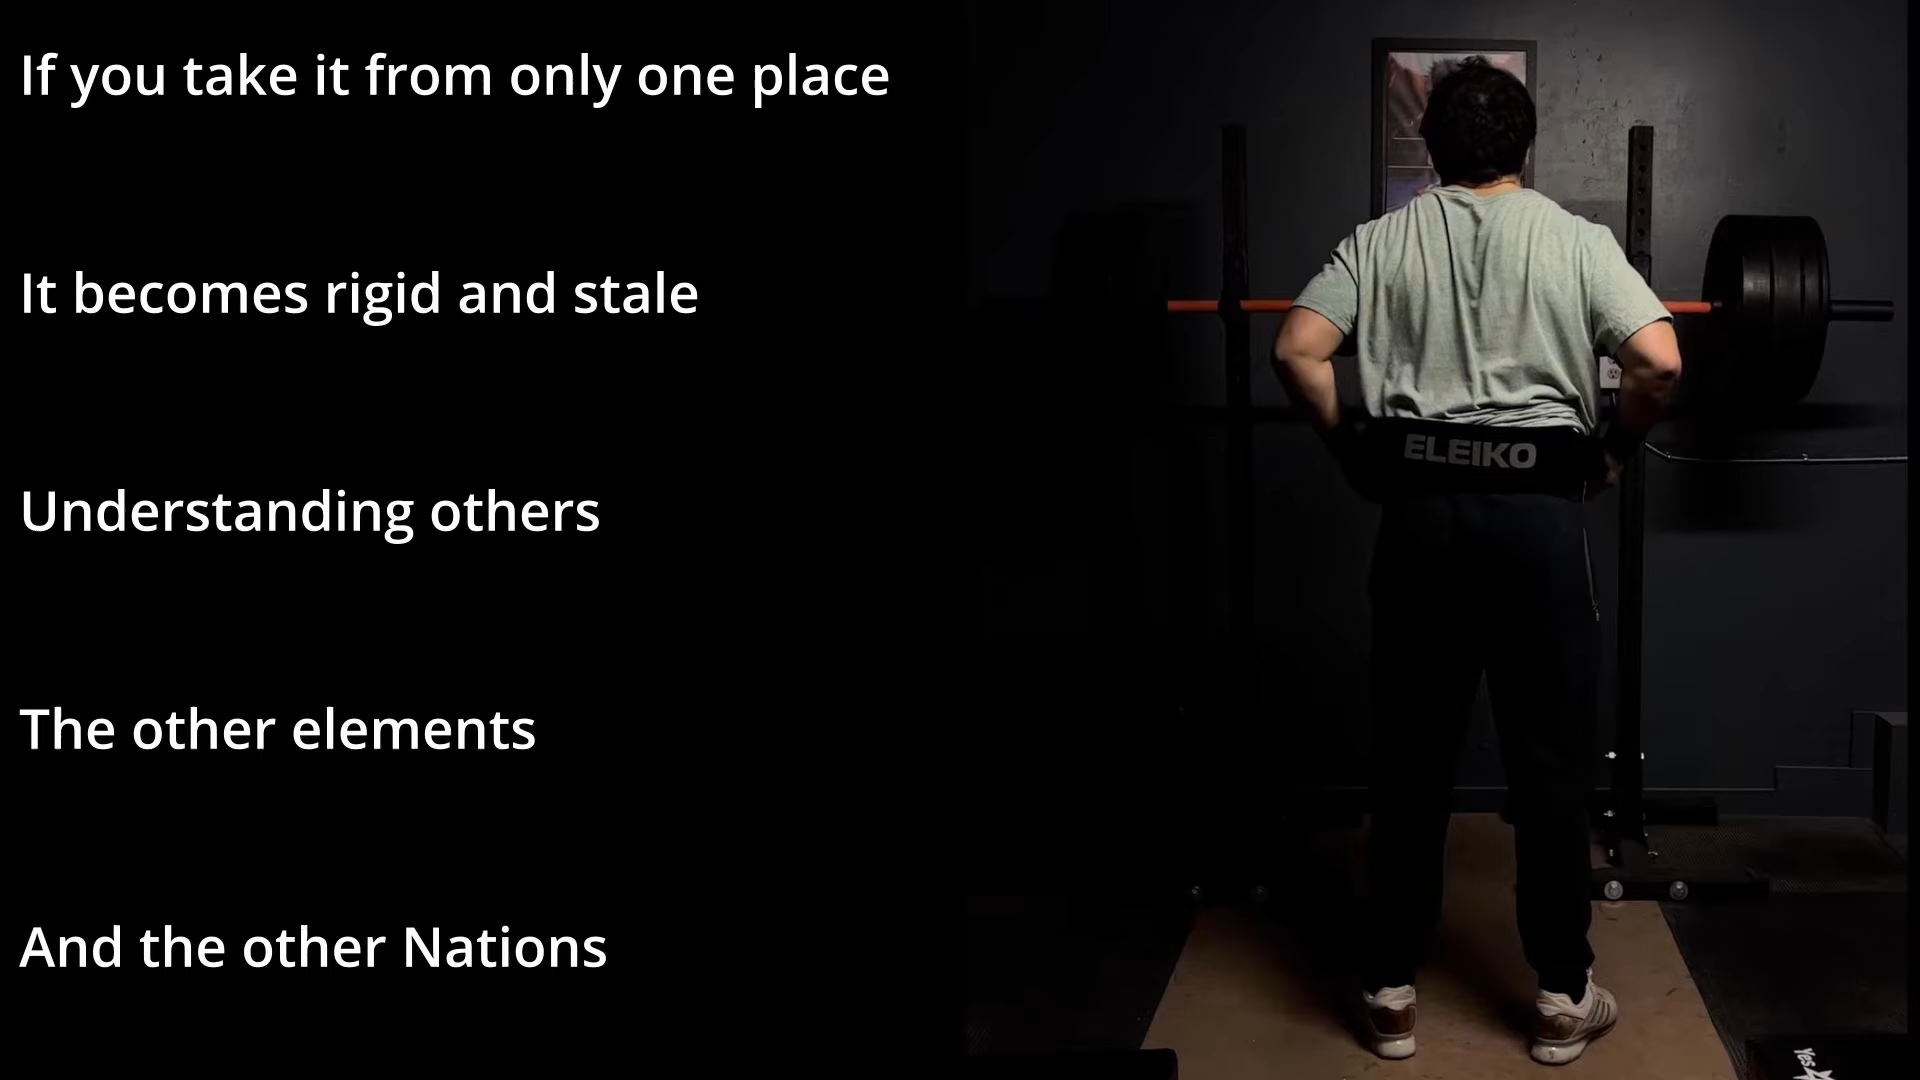 If you take it from only one place
It becomes rigid and stale
Understanding others
The other elements
And the other Nations
ELEIKO
Yes